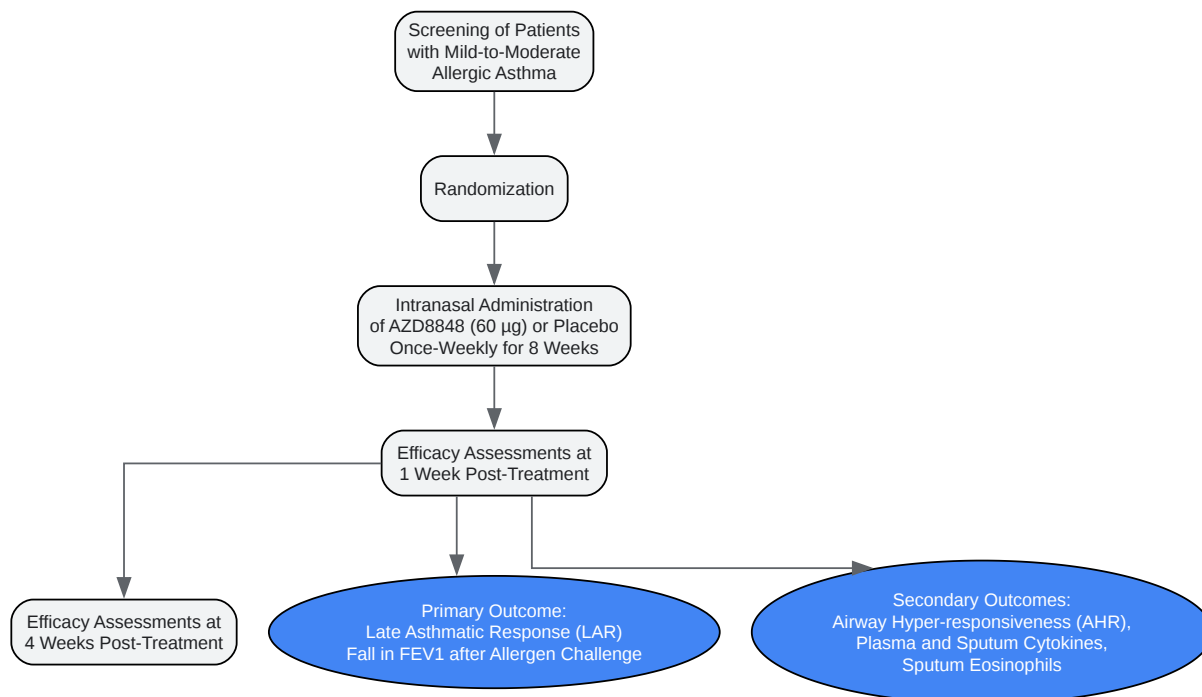 Screening of Patients
with Mild-to-Moderate
Allergic Asthma
Randomization
Intranasal Administration
of AZD8848 (60 µg) or Placebo
Once-Weekly for 8 Weeks
Efficacy Assessments at
1 Week Post-Treatment
Efficacy Assessments at
4 Weeks Post-Treatment
Primary Outcome:
Late Asthmatic Response (LAR)
Fall in FEV1 after Allergen Challenge
Secondary Outcomes:
Airway Hyper-responsiveness (AHR),
Plasma and Sputum Cytokines,
Sputum Eosinophils